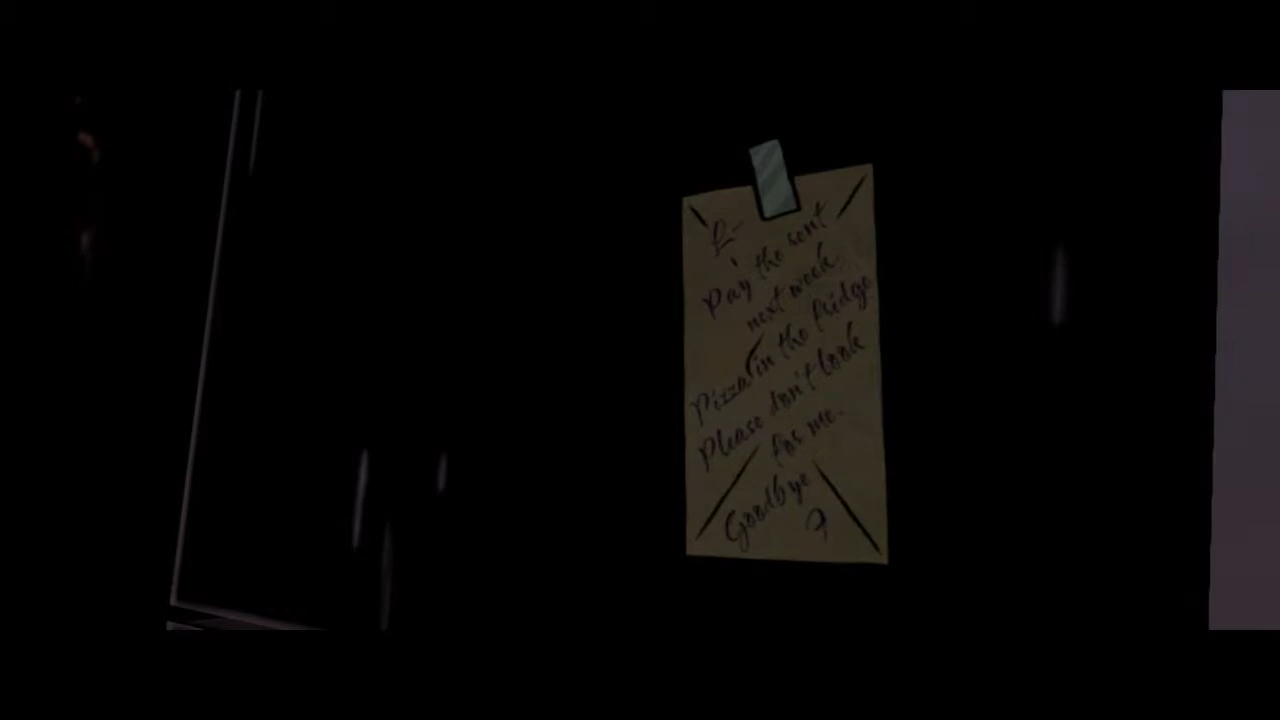 R-
Pay the rent
next week
Pizza in the fridge
Please don't look
for me.
Goodbye